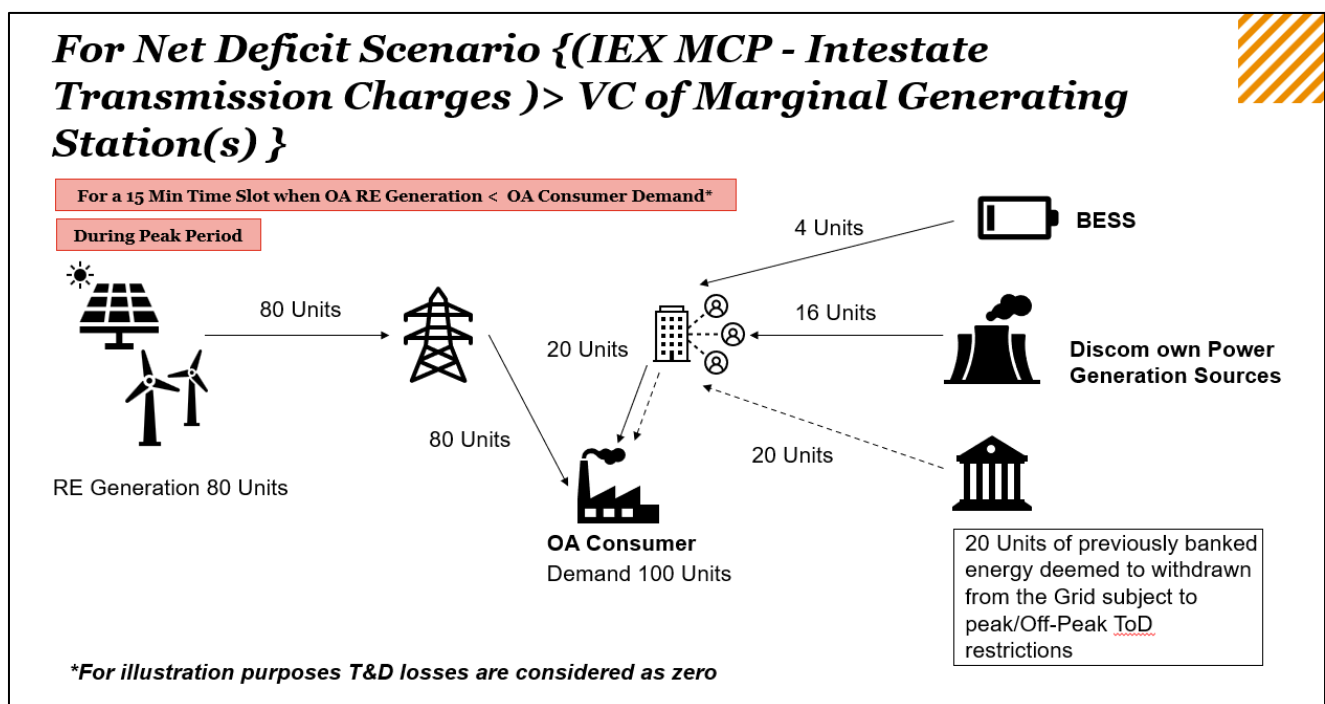 For Net Deficit Scenario {(IEX MCP - Intestate
Transmission Charges )> VC of Marginal Generating
Station(s) }
For a 15 Min Time Slot when OA RE Generation < OA Consumer Demand*
During Peak Period
4 Units
BESS
80 Units
16 Units
20 Units
Discom own Power
Generation Sources
80 Units
20 Units
RE Generation 80 Units
OA Consumer
Demand 100 Units
20 Units of previously banked
energy deemed to withdrawn
from the Grid subject to
peak/Off-Peak ToD
restrictions
*For illustration purposes T&D losses are considered as zero